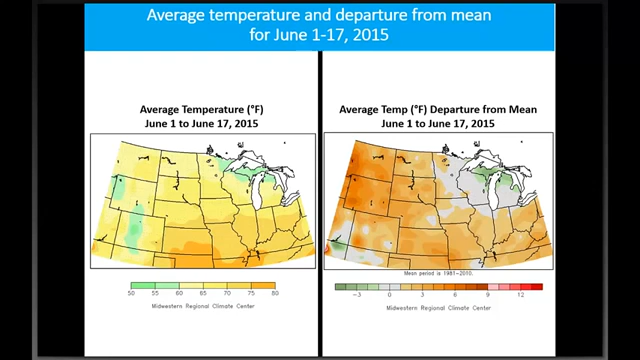 Average temperature and departure from mean
for June 1-17, 2015
Average Temperature (°F)
June 1 to June 17, 2015
50 55 60 65 70 75 80
Midwestern Regional Climate Center
Average Temp (°F) Departure from Mean
June 1 to June 17, 2015
Mean period is 1981-2010.
-3 0 3 6 9 12
Midwestern Regional Climate Center